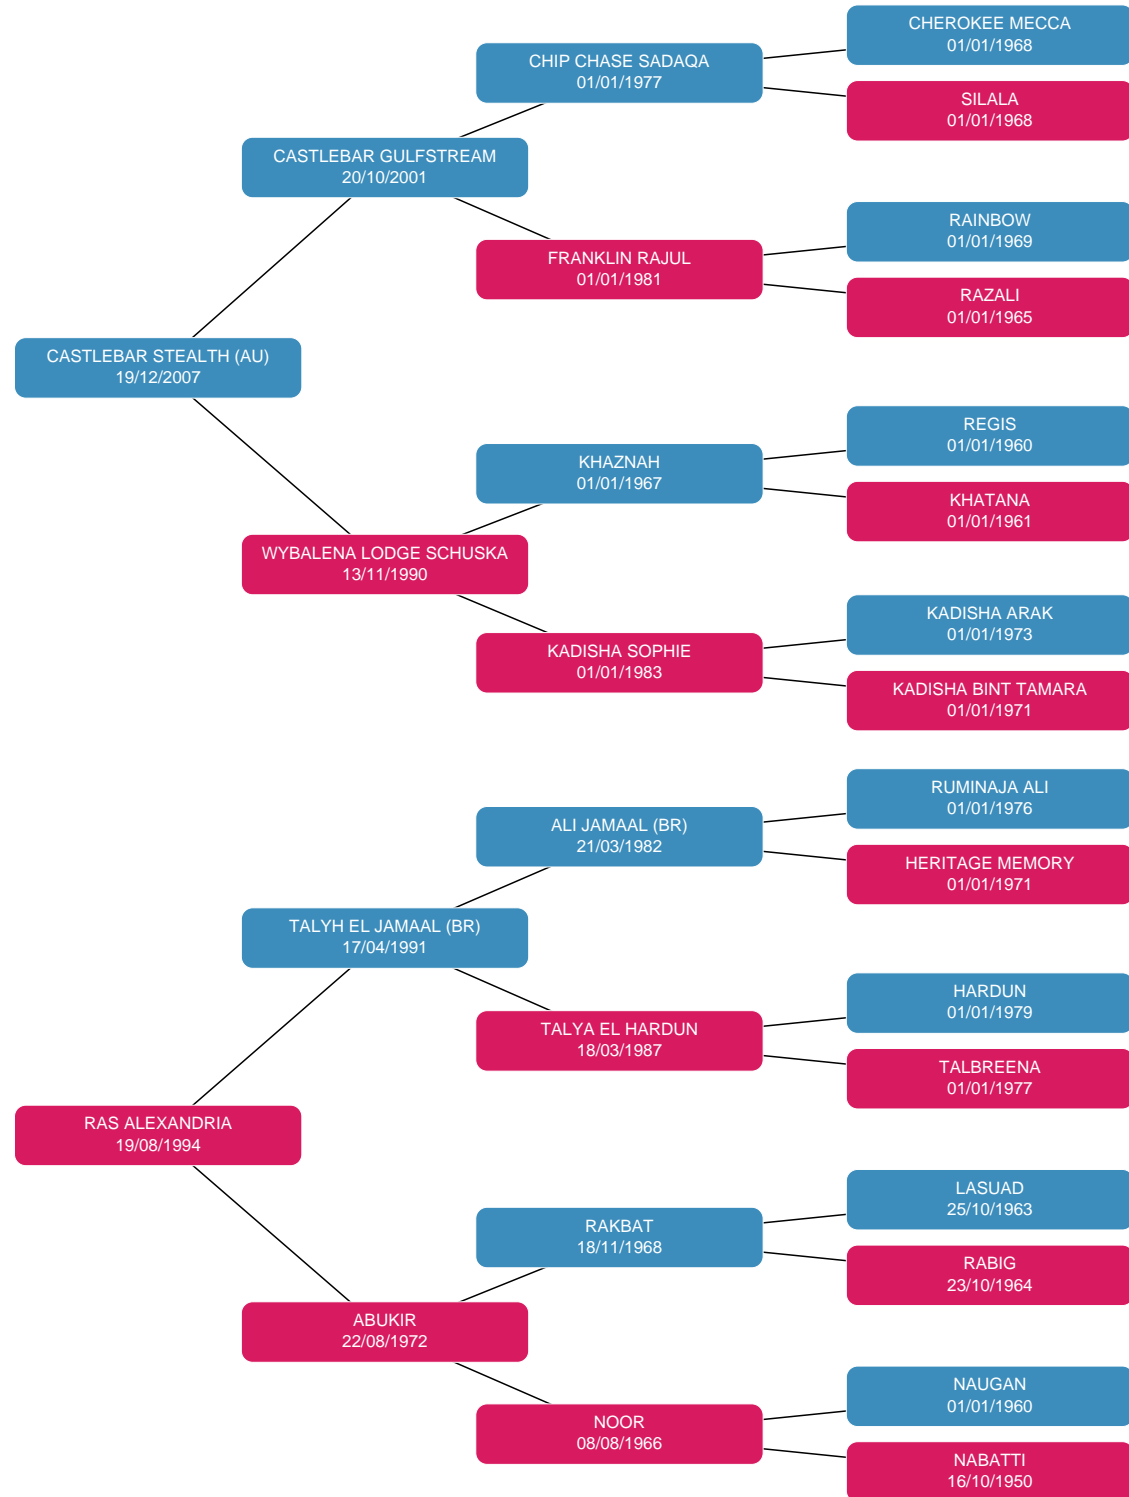 CHEROKEE MECCA
01/01/1968
CHIP CHASE SADAQA
01/01/1977
SILALA
01/01/1968
CASTLEBAR GULFSTREAM
20/10/2001
RAINBOW
01/01/1969
FRANKLIN RAJUL
01/01/1981
RAZALI
01/01/1965
CASTLEBAR STEALTH (AU)
19/12/2007
REGIS
01/01/1960
KHAZNAH
01/01/1967
KHATANA
01/01/1961
WYBALENA LODGE SCHUSKA
13/11/1990
KADISHA ARAK
01/01/1973
KADISHA SOPHIE
01/01/1983
KADISHA BINT TAMARA
01/01/1971
RUMINAJA ALI
01/01/1976
ALI JAMAAL (BR)
21/03/1982
HERITAGE MEMORY
01/01/1971
TALYH EL JAMAAL (BR)
17/04/1991
HARDUN
01/01/1979
TALYA EL HARDUN
18/03/1987
TALBREENA
01/01/1977
RAS ALEXANDRIA
19/08/1994
LASUAD
25/10/1963
RAKBAT
18/11/1968
RABIG
23/10/1964
ABUKIR
22/08/1972
NAUGAN
01/01/1960
NOOR
08/08/1966
NABATTI
16/10/1950